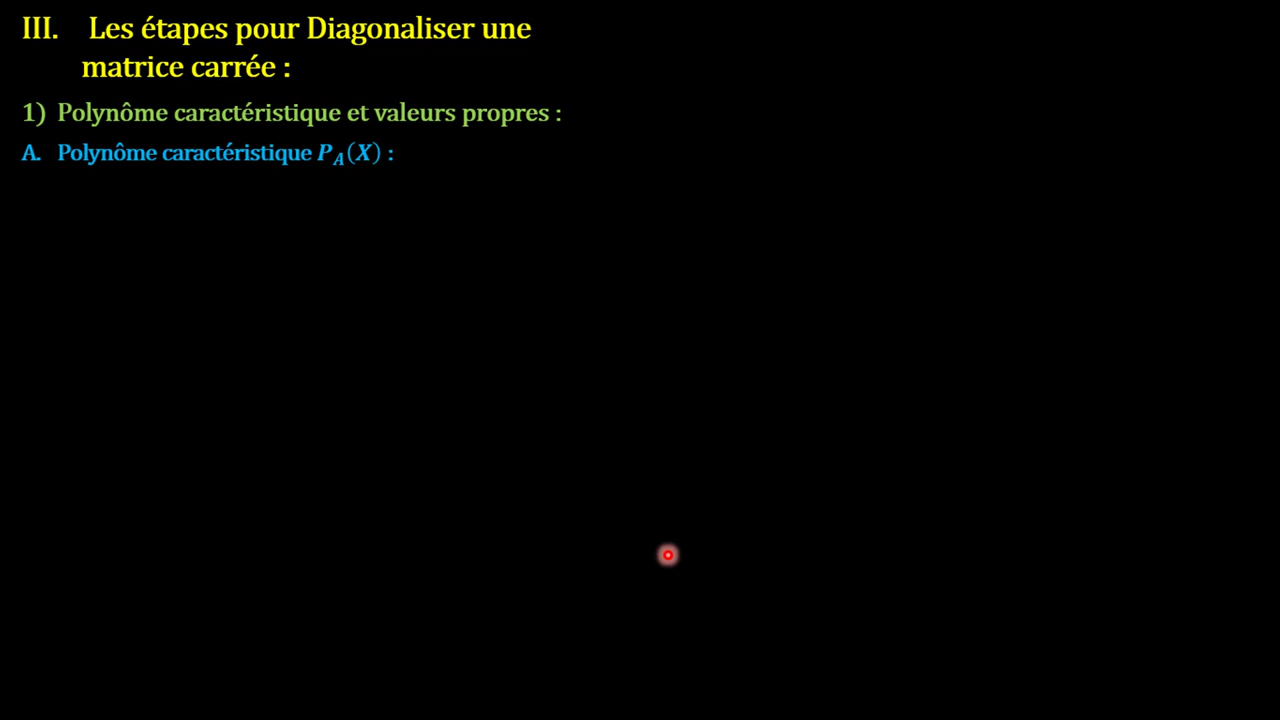 III. Les étapes pour Diagonaliser une
matrice carrée :
1) Polynôme caractéristique et valeurs propres :
A. Polynôme caractéristique P_A(X) :